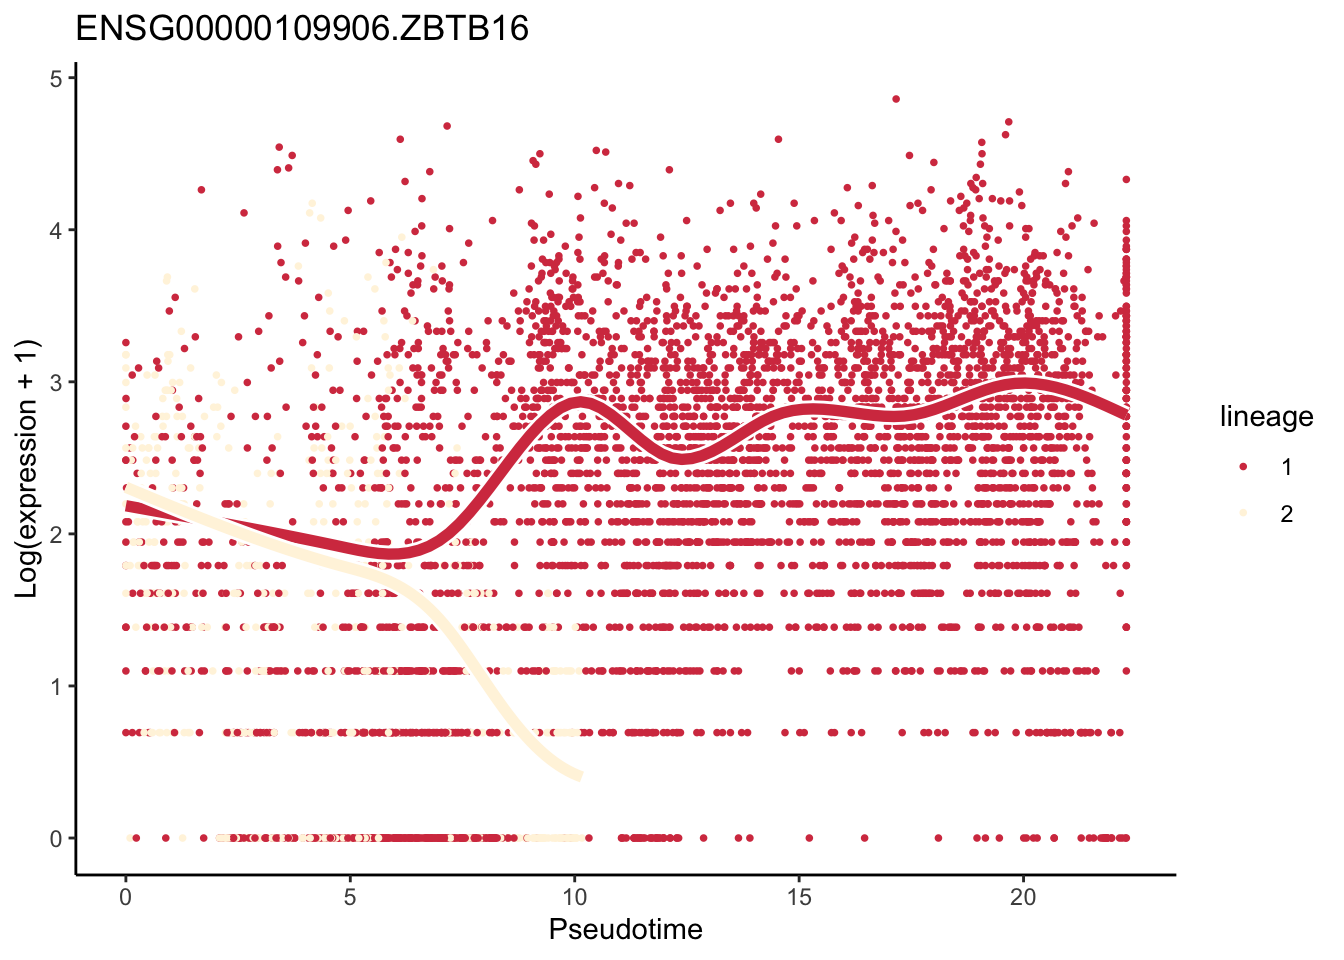 ENSG00000109906.ZBTB16
5
4
3
2
1
0
Log(expression + 1)
0 5 10 15 20
Pseudotime
lineage
1
2